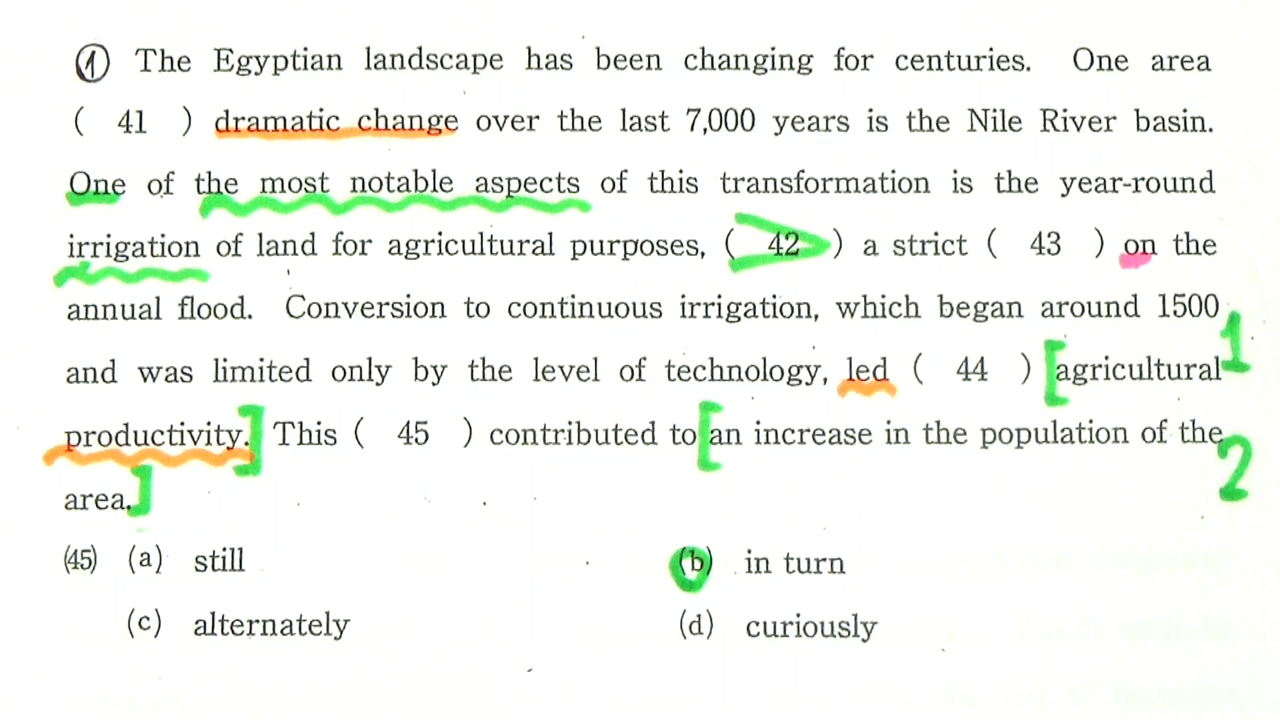 ① The Egyptian landscape has been changing for centuries. One area
( 41 ) dramatic change over the last 7,000 years is the Nile River basin.
One of the most notable aspects of this transformation is the year-round
irrigation of land for agricultural purposes, ( 42 ) a strict ( 43 ) on the
annual flood. Conversion to continuous irrigation, which began around 1500
and was limited only by the level of technology, led ( 44 ) [agricultural 1
productivity.] This ( 45 ) contributed to [an increase in the population of the 2
area.]
(45) (a) still (b) in turn
(c) alternately (d) curiously